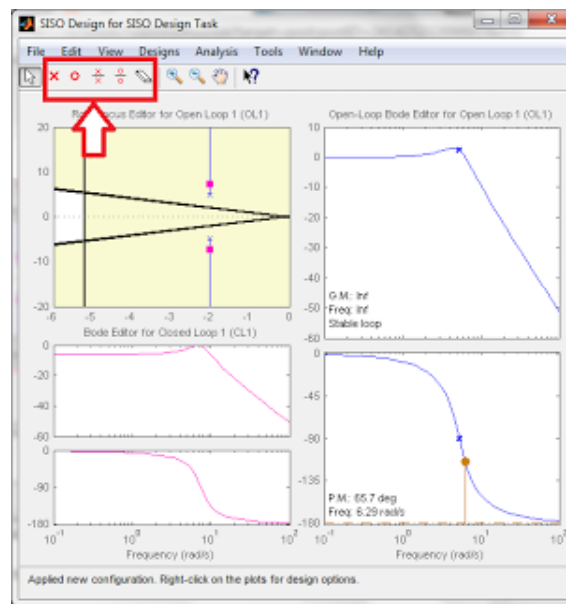 SISO Design for SISO Design Task
File Edit View Designs Analysis Tools Window Help
Editor for Open Loop 1 (OL1)
20
10
0
-10
-20
-6 -5 -4 -3 -2 -1 0
Open-Loop Bode Editor for Open Loop 1 (OL1)
10
0
-10
-20
-30
-40
-50
-60
G.M.: Inf
Freq: Inf
Stable loop
Bode Editor for Closed Loop 1 (CL1)
0
-20
-40
-60
0
-90
-180
10-1 100 101 102
Frequency (rad/s)
0
-45
-90
-135
-180
P.M.: 65.7 deg
Freq: 6.29 rad/s
10-1 100 101 102
Frequency (rad/s)
Applied new configuration. Right-click on the plots for design options.